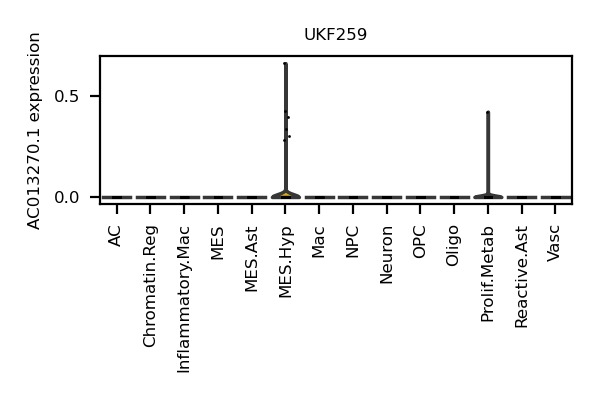 UKF259
AC013270.1 expression
0.5
0.0
AC
Chromatin.Reg
Inflammatory.Mac
MES
MES.Ast
MES.Hyp
Mac
NPC
Neuron
OPC
Oligo
Prolif.Metab
Reactive.Ast
Vasc